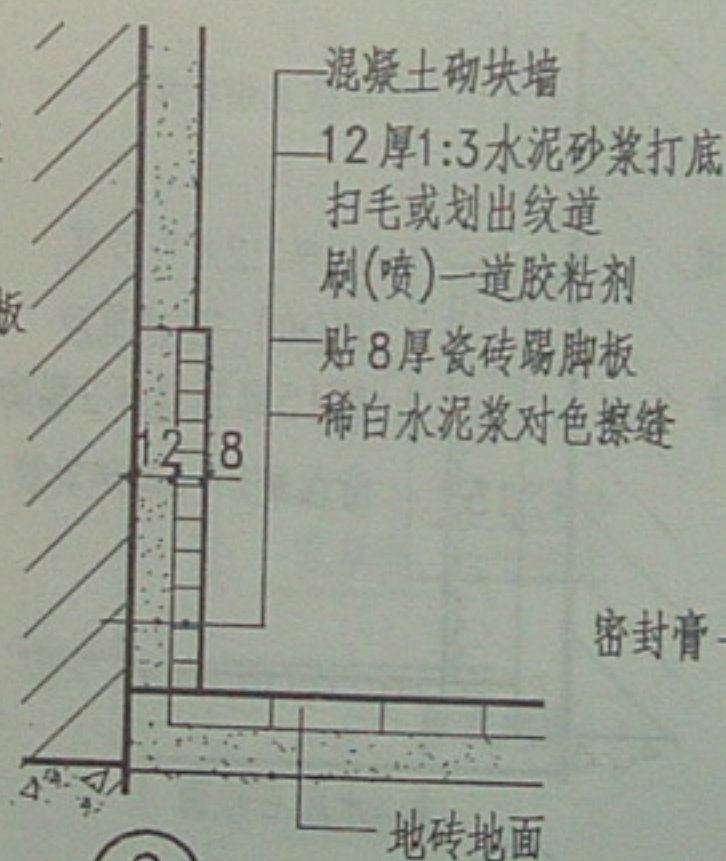 混凝土砌块墙
12厚1:3水泥砂浆打底
扫毛或划出纹道
刷(喷)一道胶粘剂
板
贴8厚瓷砖踢脚板
稀白水泥浆对色擦缝
12 8
密封膏
地砖地面